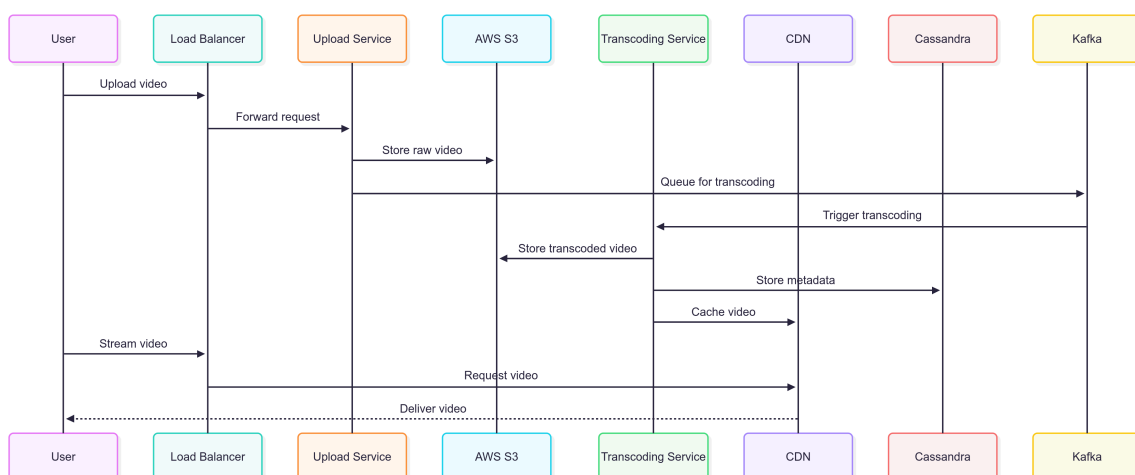 User
Load Balancer
Upload Service
AWS S3
Transcoding Service
CDN
Cassandra
Kafka
Upload video
Forward request
Store raw video
Queue for transcoding
Trigger transcoding
Store transcoded video
Store metadata
Cache video
Stream video
Request video
Deliver video
User
Load Balancer
Upload Service
AWS S3
Transcoding Service
CDN
Cassandra
Kafka